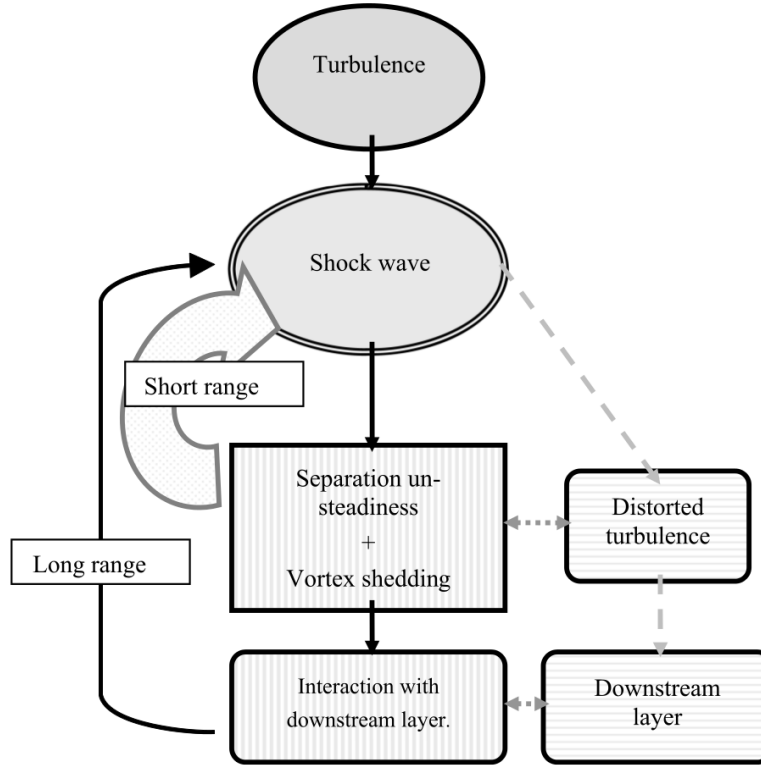 Turbulence
Shock wave
Short range
Separation un-
steadiness
+
Vortex shedding
Distorted
turbulence
Long range
Interaction with
downstream layer.
Downstream
layer